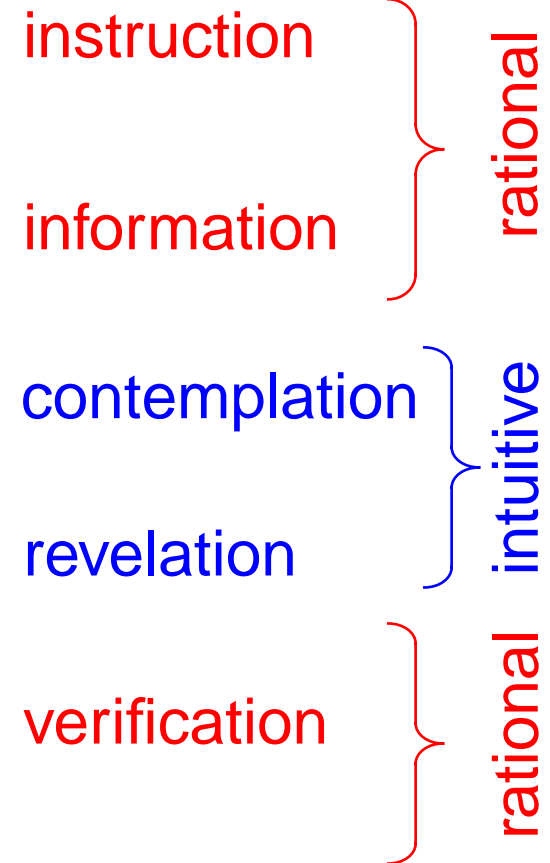 instruction
information
rational
contemplation
revelation
intuitive
verification
rational